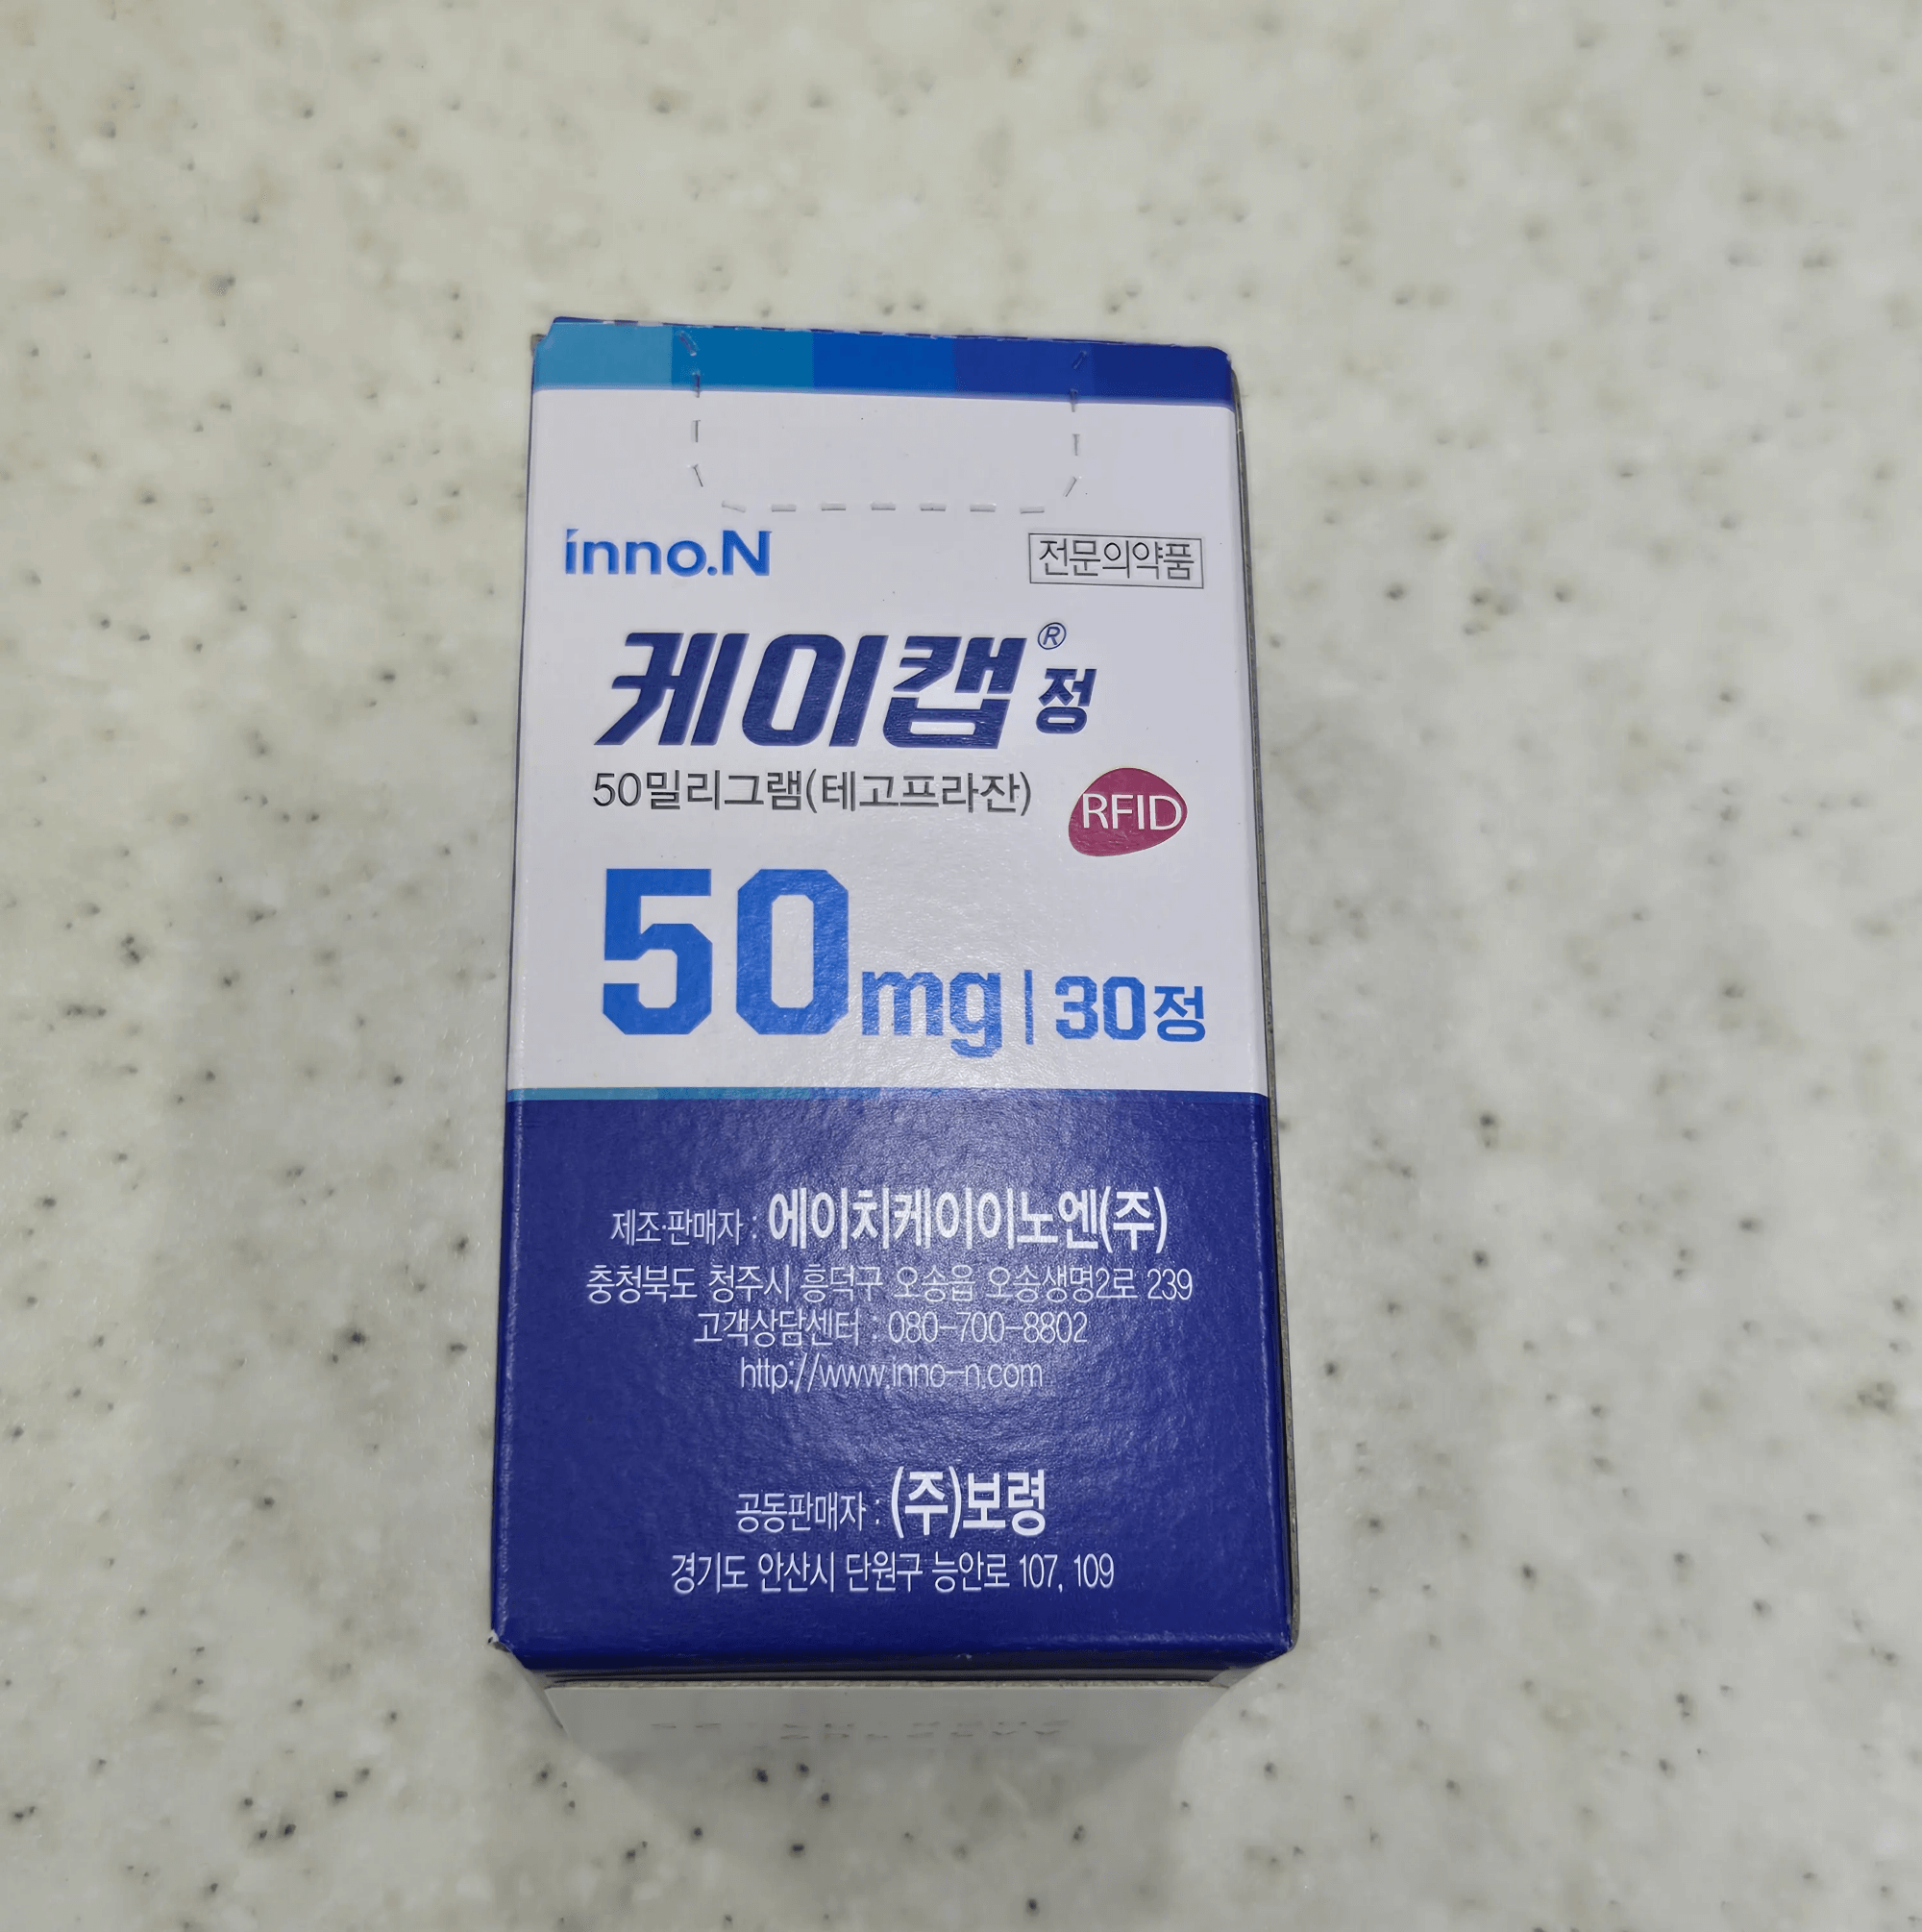 inno.N
전문의약품
케이캡® 정
50밀리그램(테고프라잔)
RFID
50mg | 30정
제조·판매자 : 에이치케이이노엔(주)
충청북도 청주시 흥덕구 오송읍 오송생명2로 239
고객상담센터 : 080-700-8802
http://www.inno-n.com
공동판매자 : (주)보령
경기도 안산시 단원구 능안로 107, 109